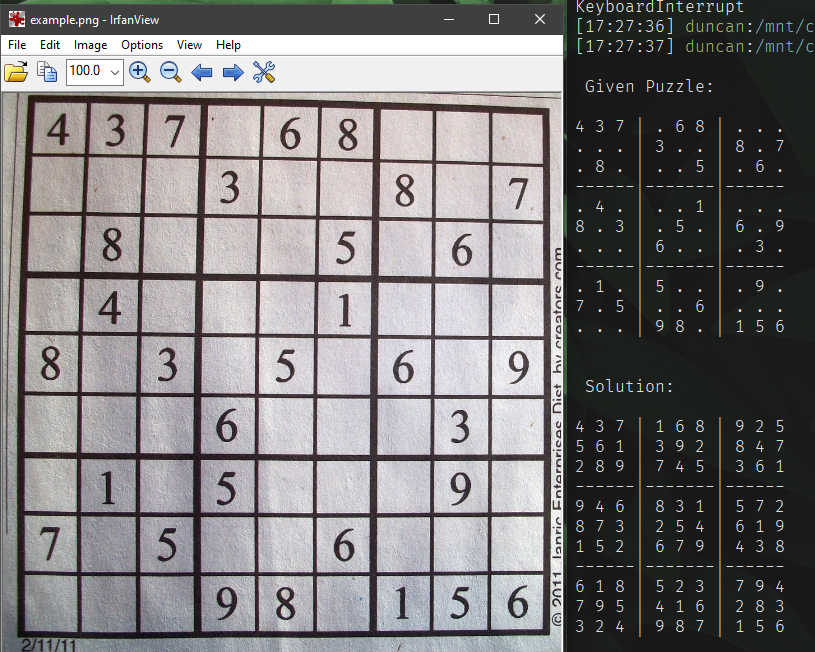 example.png - IrfanView
File Edit Image Options View Help
100.0
4 3 7 6 8
3 8 7
8 5 6
4 1
8 3 5 6 9
6 3
1 5 9
7 5 6
9 8 1 5 6
2/11/11
© 2011 Janric Enterprises Dist. by creators.com
KeyboardInterrupt
[17:27:36] duncan:/mnt/c
[17:27:37] duncan:/mnt/c
Given Puzzle:
4 3 7 | . 6 8 | . . .
. . . | 3 . . | 8 . 7
. 8 . | . . 5 | . 6 .
------ | ------ | ------
. 4 . | . . 1 | . . .
8 . 3 | . 5 . | 6 . 9
. . . | 6 . . | . 3 .
------ | ------ | ------
. 1 . | 5 . . | . 9 .
7 . 5 | . . 6 | . . .
. . . | 9 8 . | 1 5 6
Solution:
4 3 7 | 1 6 8 | 9 2 5
5 6 1 | 3 9 2 | 8 4 7
2 8 9 | 7 4 5 | 3 6 1
------ | ------ | ------
9 4 6 | 8 3 1 | 5 7 2
8 7 3 | 2 5 4 | 6 1 9
1 5 2 | 6 7 9 | 4 3 8
------ | ------ | ------
6 1 8 | 5 2 3 | 7 9 4
7 9 5 | 4 1 6 | 2 8 3
3 2 4 | 9 8 7 | 1 5 6